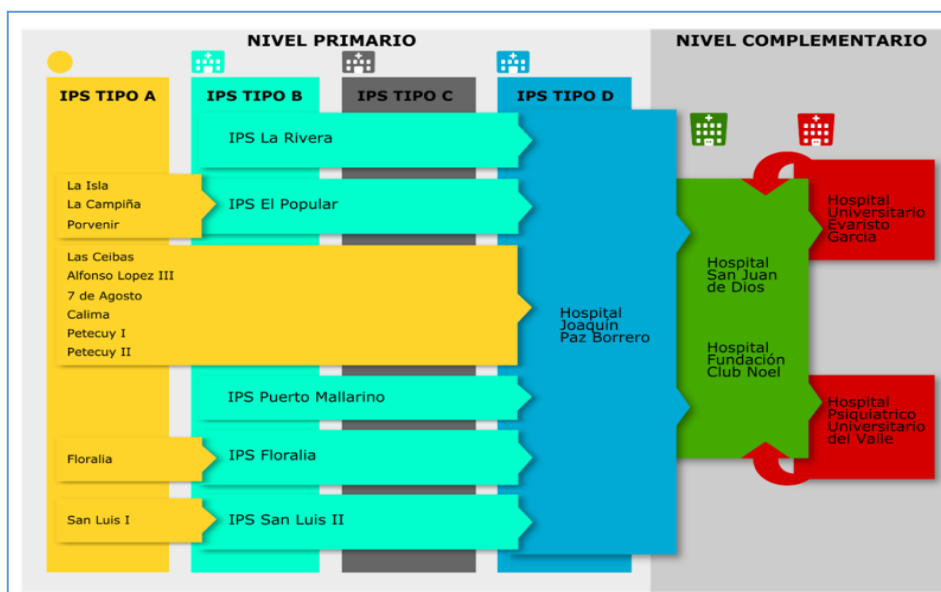 NIVEL PRIMARIO
NIVEL COMPLEMENTARIO
IPS TIPO A
IPS TIPO B
IPS TIPO C
IPS TIPO D
IPS La Rivera
La Isla
La Campiña
Porvenir
IPS El Popular
Las Ceibas
Alfonso Lopez III
7 de Agosto
Calima
Petecuy I
Petecuy II
IPS Puerto Mallarino
Floralia
IPS Floralia
San Luis I
IPS San Luis II
Hospital
Joaquín
Paz Borrero
Hospital
San Juan
de Dios
Hospital
Fundación
Club Noel
Hospital
Universitario
Evaristo
Garcia
Hospital
Psiquiatrico
Universitario
del Valle